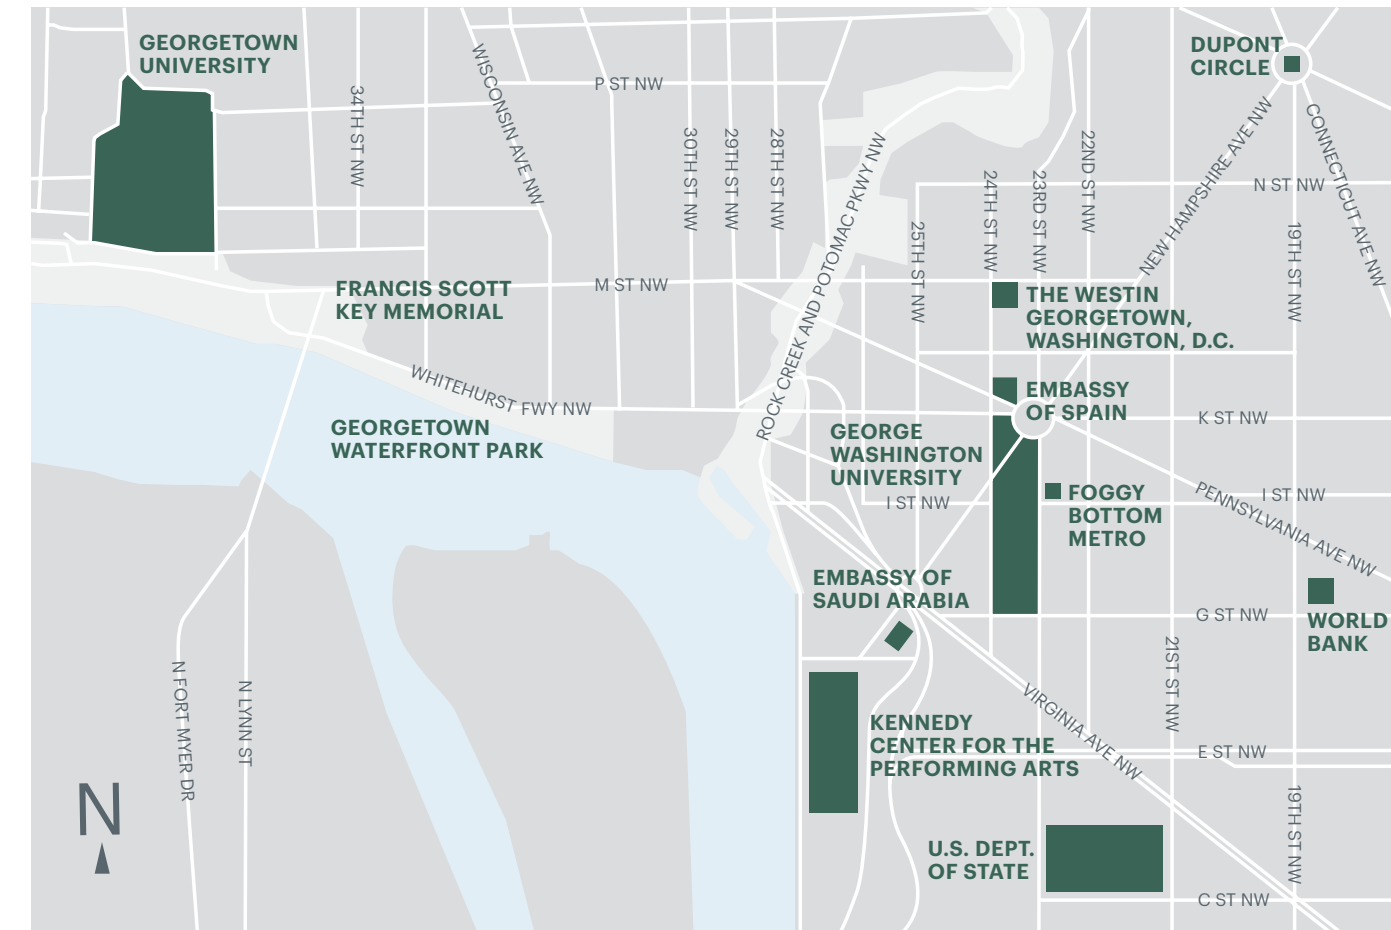 GEORGETOWN
UNIVERSITY
DUPONT
CIRCLE
34TH ST NW
WISCONSIN AVE NW
P ST NW
30TH ST NW
29TH ST NW
28TH ST NW
ROCK CREEK AND POTOMAC PKWY NW
25TH ST NW
24TH ST NW
23RD ST NW
22ND ST NW
NEW HAMPSHIRE AVE NW
CONNECTICUT AVE NW
N ST NW
19TH ST NW
FRANCIS SCOTT
KEY MEMORIAL
M ST NW
THE WESTIN
GEORGETOWN,
WASHINGTON, D.C.
WHITEHURST FWY NW
EMBASSY
OF SPAIN
K ST NW
GEORGETOWN
WATERFRONT PARK
GEORGE
WASHINGTON
UNIVERSITY
I ST NW
FOGGY
BOTTOM
METRO
PENNSYLVANIA AVE NW
I ST NW
EMBASSY OF
SAUDI ARABIA
G ST NW
WORLD
BANK
21ST ST NW
N FORT MYER DR
N LYNN ST
VIRGINIA AVE NW
KENNEDY
CENTER FOR THE
PERFORMING ARTS
E ST NW
19TH ST NW
N
U.S. DEPT.
OF STATE
C ST NW